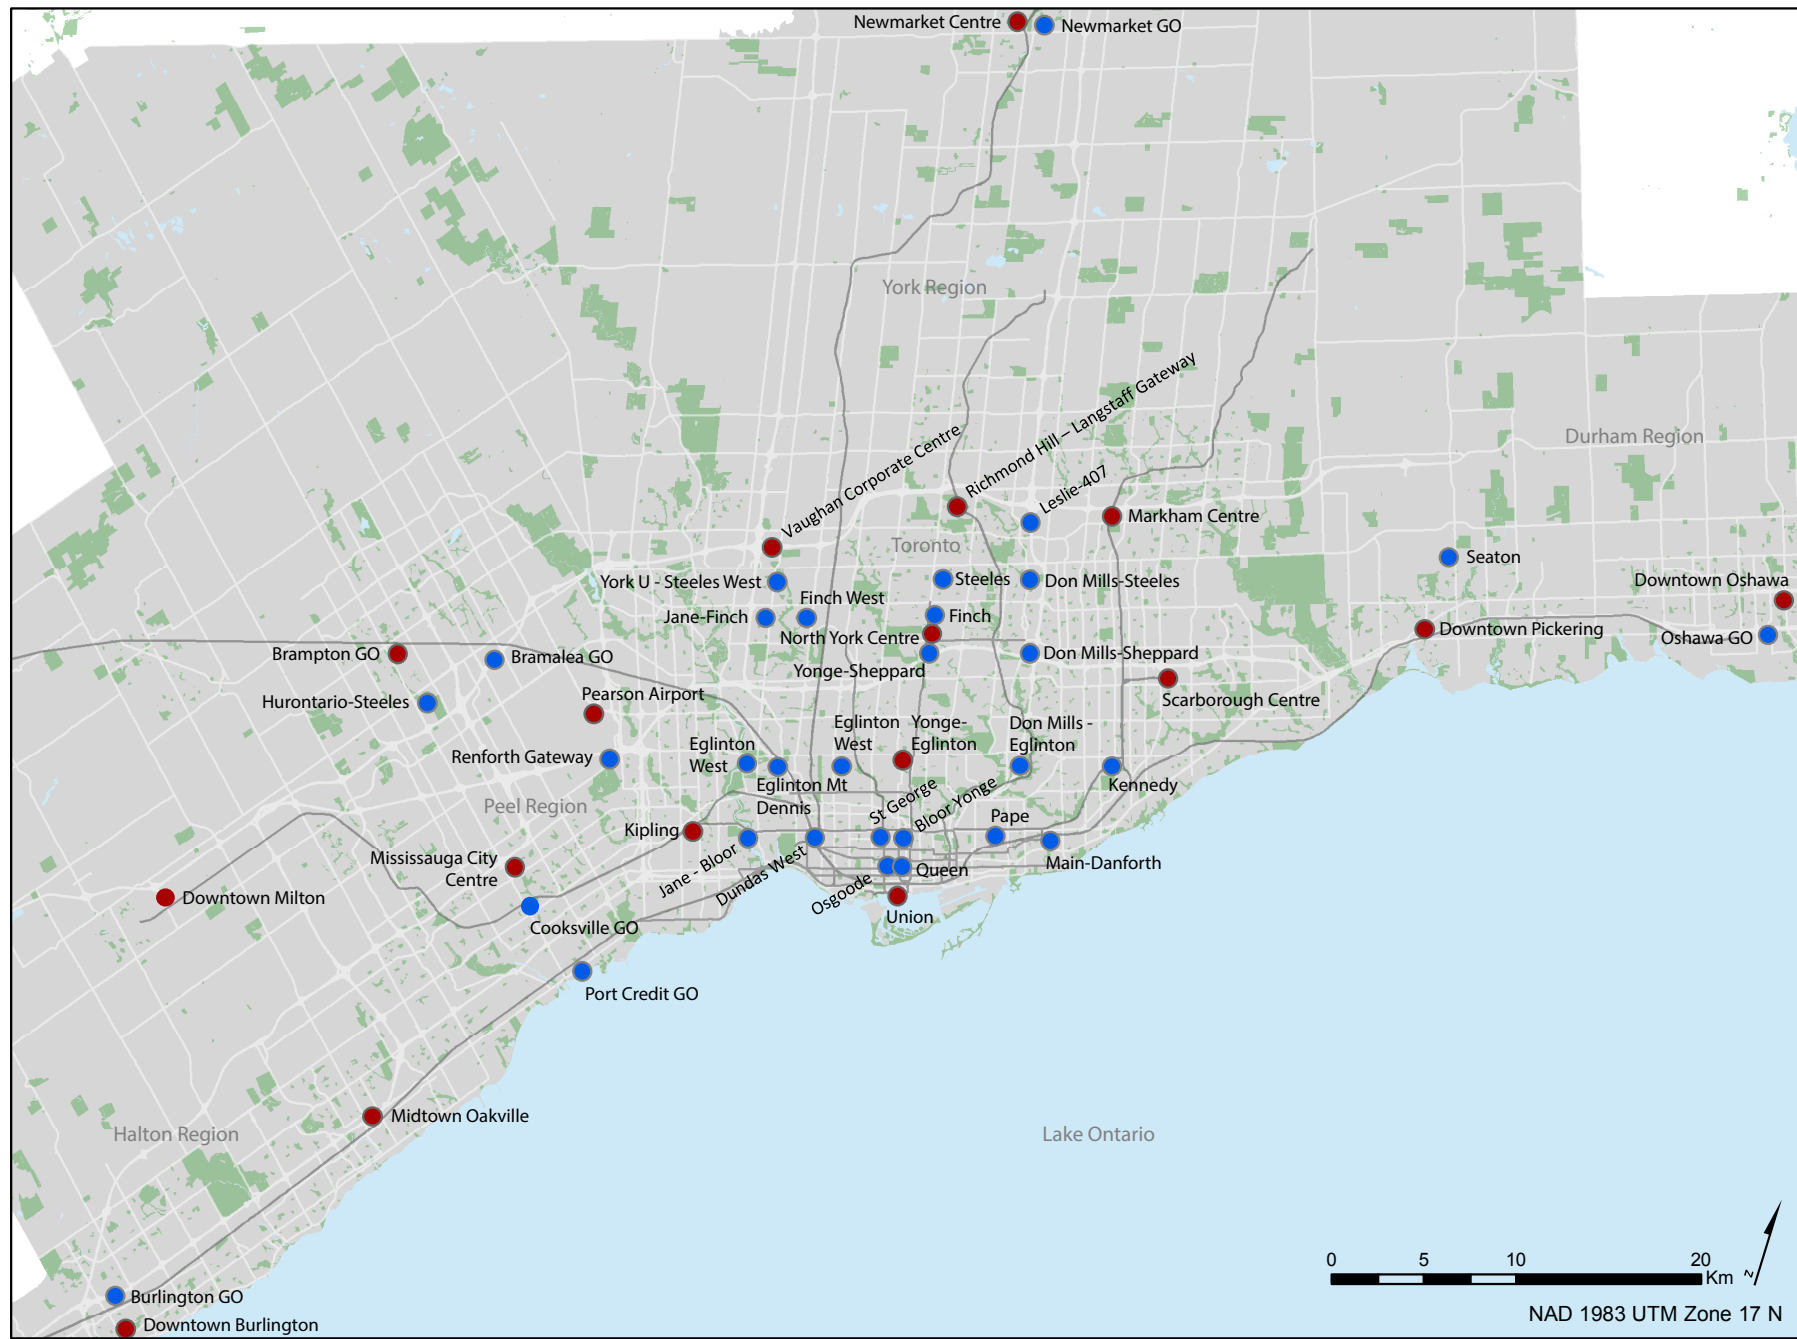 Newmarket Centre
Newmarket GO
York Region
Richmond Hill – Langstaff Gateway
Durham Region
Vaughan Corporate Centre
Leslie-407
Markham Centre
Toronto
Seaton
York U - Steeles West
Steeles
Don Mills-Steeles
Downtown Oshawa
Finch West
Jane-Finch
Finch
North York Centre
Downtown Pickering
Oshawa GO
Brampton GO
Bramalea GO
Don Mills-Sheppard
Yonge-Sheppard
Hurontario-Steeles
Pearson Airport
Scarborough Centre
Eglinton
West
Yonge-
Eglinton
Don Mills -
Eglinton
Renforth Gateway
Eglinton
West
Eglinton Mt
Dennis
Kennedy
Peel Region
St George
Bloor Yonge
Pape
Kipling
Jane - Bloor
Dundas West
Main-Danforth
Mississauga City
Centre
Osgoode
Queen
Downtown Milton
Union
Cooksville GO
Port Credit GO
Midtown Oakville
Halton Region
Lake Ontario
0
5
10
20
Km
N
Burlington GO
Downtown Burlington
NAD 1983 UTM Zone 17 N